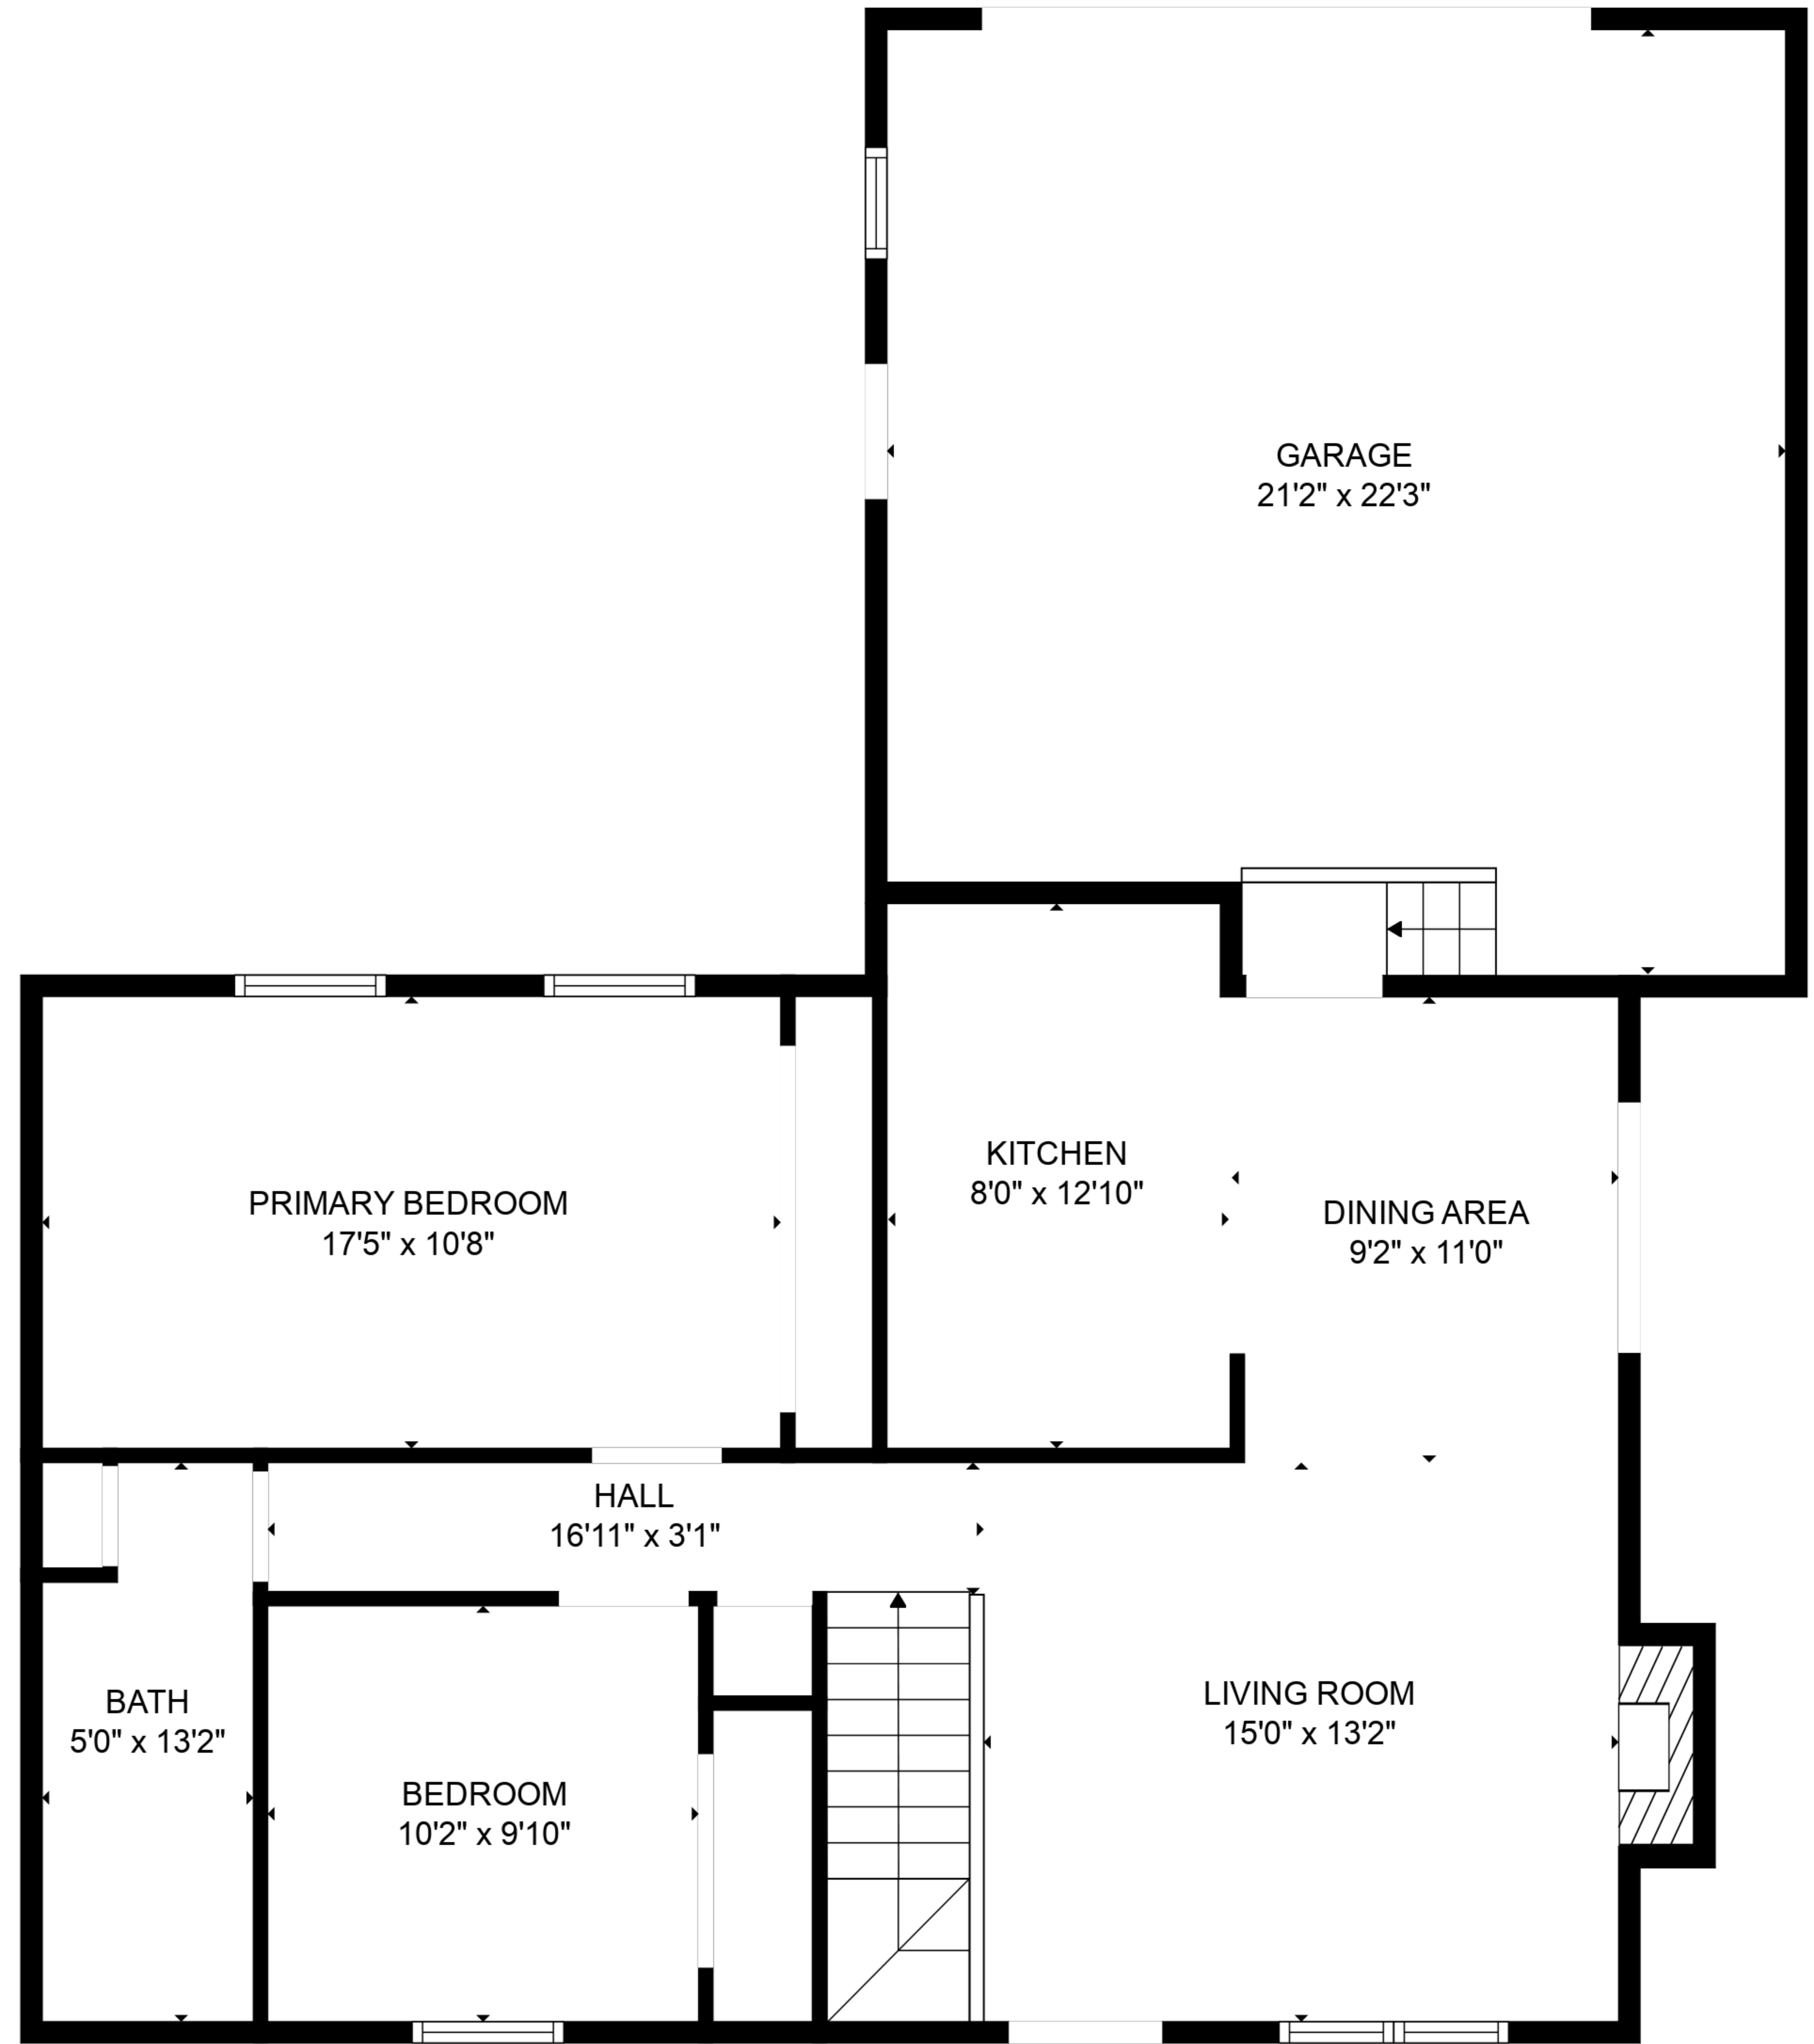 GARAGE
21'2" x 22'3"
KITCHEN
8'0" x 12'10"
PRIMARY BEDROOM
17'5" x 10'8"
DINING AREA
9'2" x 11'0"
HALL
16'11" x 3'1"
BATH
5'0" x 13'2"
LIVING ROOM
15'0" x 13'2"
BEDROOM
10'2" x 9'10"